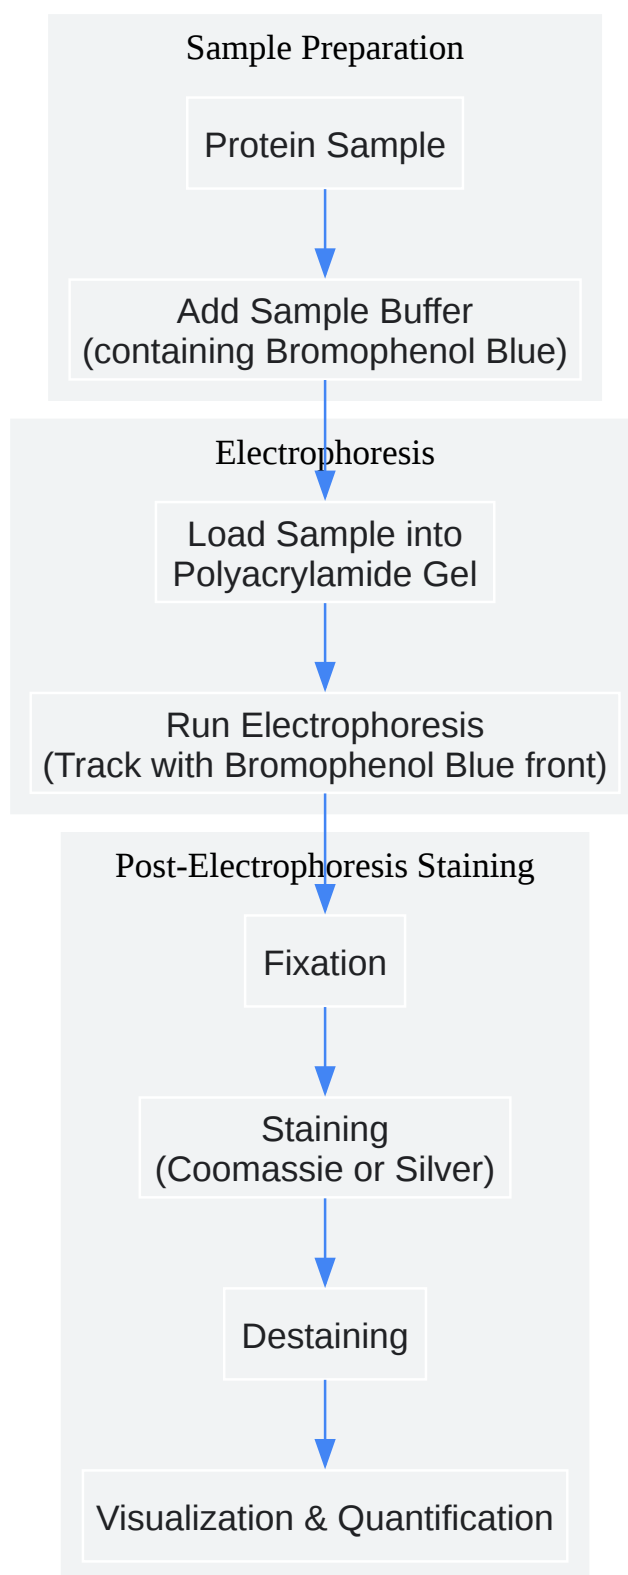 Sample Preparation
Protein Sample
Add Sample Buffer
(containing Bromophenol Blue)
Electrophoresis
Load Sample into
Polyacrylamide Gel
Run Electrophoresis
(Track with Bromophenol Blue front)
Post-Electrophoresis Staining
Fixation
Staining
(Coomassie or Silver)
Destaining
Visualization & Quantification